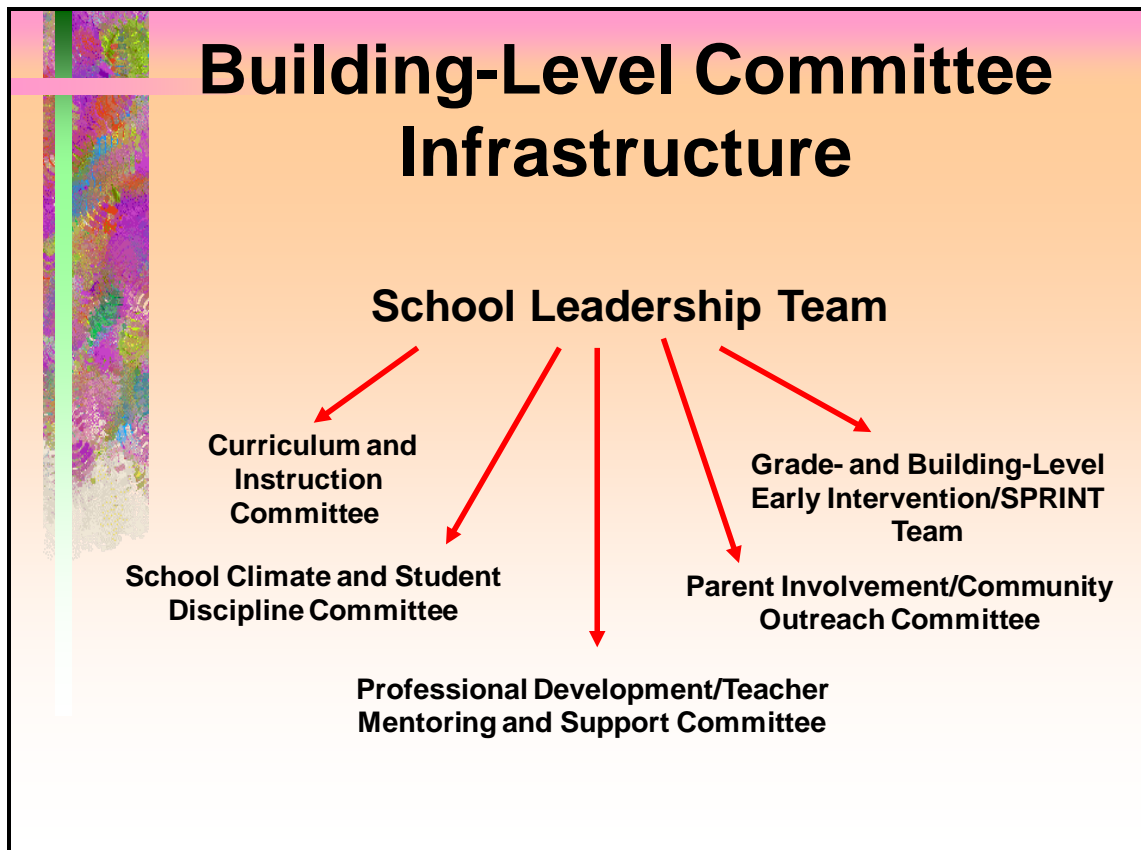 Building-Level Committee
Infrastructure
School Leadership Team
Curriculum and
Instruction
Committee
Grade- and Building-Level
Early Intervention/SPRINT
Team
School Climate and Student
Discipline Committee
Parent Involvement/Community
Outreach Committee
Professional Development/Teacher
Mentoring and Support Committee